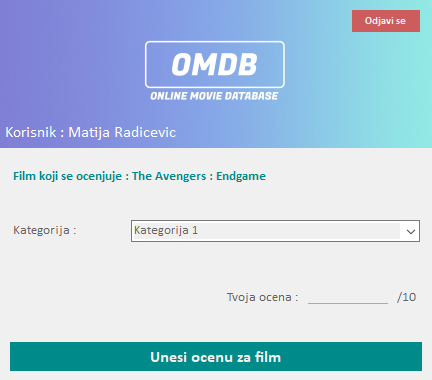 Odjavi se
OMDB
ONLINE MOVIE DATABASE
Korisnik : Matija Radicevic
Film koji se ocenjuje : The Avengers : Endgame
Kategorija :
Kategorija 1
Tvoja ocena : /10
Unesi ocenu za film